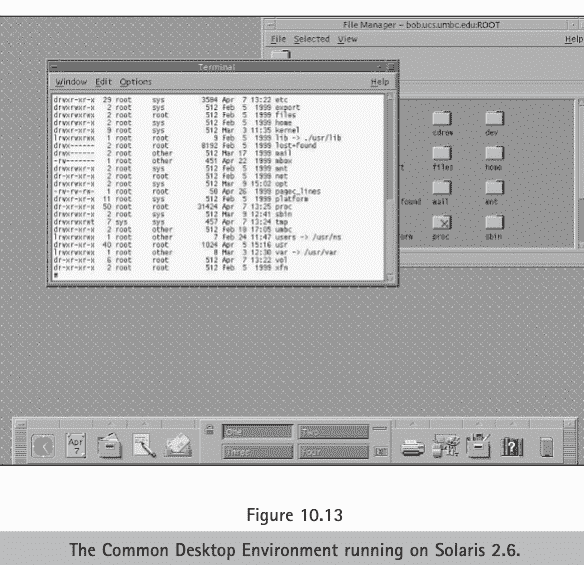 File Manager - bob.ucs.umbc.edu:ROOT
File Selected View Help
Terminal
Window Edit Options Help
drwxr-xr-x 29 root sys 3584 Apr 7 13:22 etc
drwxrwxr-x 2 root sys 512 Feb 5 1999 export
drwxrwxr-x 2 root root 512 Feb 5 1999 files
drwxr-xr-x 2 root sys 512 Feb 5 1999 home
drwxr-xr-x 9 root sys 512 Mar 3 11:35 kernel
lrwxrwxrwx 1 root root 9 Feb 5 1999 lib -> ./usr/lib
drwx------ 2 root root 8192 Feb 5 1999 lost+found
drwx------ 2 root other 512 Mar 17 1999 mail
-rw------- 1 root other 451 Apr 22 1999 mbox
drwxrwxr-x 2 root sys 512 Feb 5 1999 mnt
dr-xr-xr-x 2 root root 512 Feb 5 1999 net
drwxrwxr-x 2 root sys 512 Mar 9 15:02 opt
-rw-rw-rw- 1 root root 50 Apr 26 1999 pagec_lines
drwxr-xr-x 11 root sys 512 Feb 5 1999 platform
dr-xr-xr-x 50 root root 31424 Apr 7 13:25 proc
drwxrwxr-x 2 root sys 512 Mar 9 12:41 sbin
drwxrwxrwt 7 sys sys 457 Apr 7 13:24 tmp
drwxr-xr-x 2 root other 512 Feb 18 17:05 umbc
lrwxrwxrwx 1 root other 7 Feb 24 11:47 users -> /usr/ns
drwxr-xr-x 40 root root 1024 Apr 5 15:16 usr
lrwxrwxrwx 1 root other 8 Mar 3 12:30 var -> /usr/var
dr-xr-xr-x 6 root root 512 Apr 7 13:22 vol
dr-xr-xr-x 2 root root 512 Feb 5 1999 xfn
#
cdrom dev
t files home
found mail mnt
orm proc sbin
Apr
7
One Two
Three Four
Figure 10.13
The Common Desktop Environment running on Solaris 2.6.